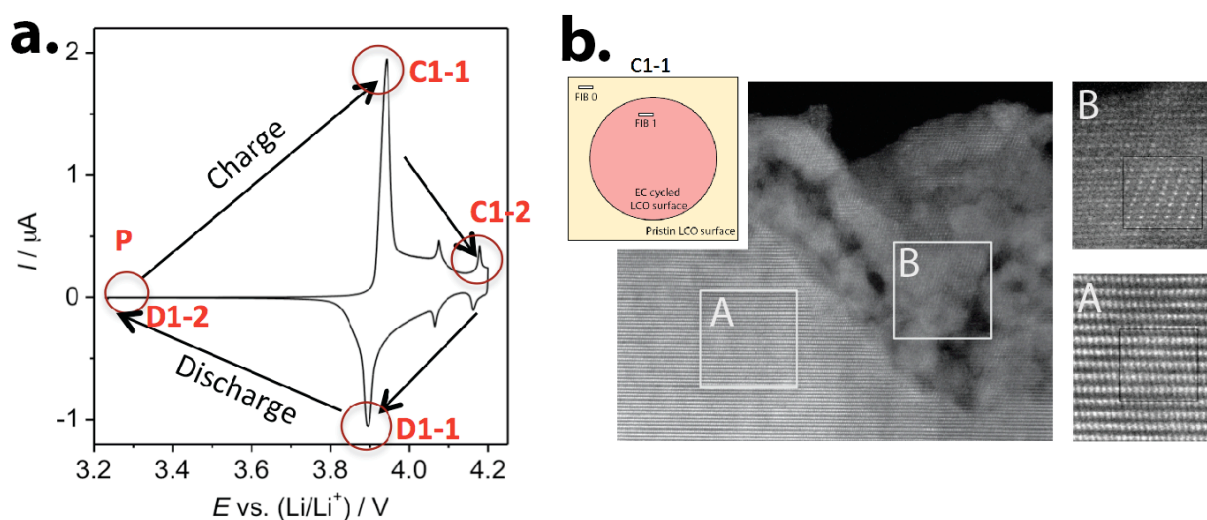 a.
2
1
0
-1
3.2 3.4 3.6 3.8 4.0 4.2
I / μA
E vs. (Li/Li⁺) / V
Charge
Discharge
C1-1
C1-2
P
D1-2
D1-1
b.
C1-1
FIB 0
FIB 1
EC cycled
LCO surface
Pristin LCO surface
A
B
B
A